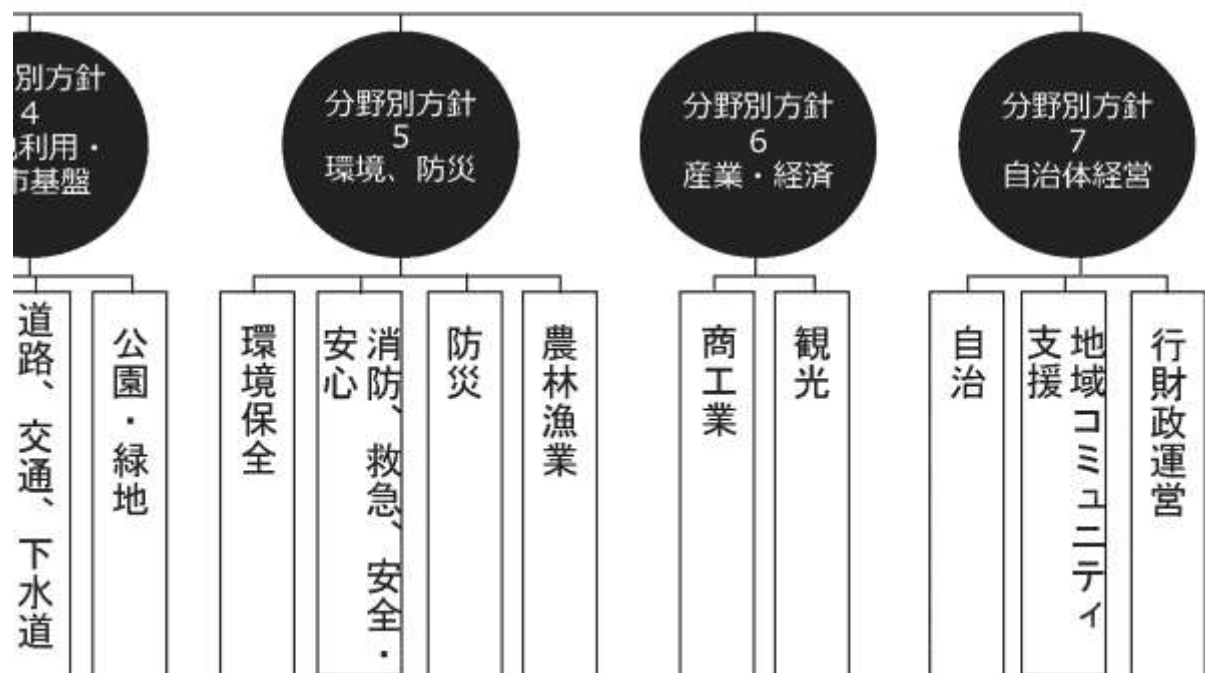 別方針
4
利用・
市基盤
分野別方針
5
環境、防災
分野別方針
6
産業・経済
分野別方針
7
自治体経営
道路、交通、下水道
公園・緑地
環境保全
消防、救急、安全・
安心
防災
農林漁業
商工業
観光
自治
地域コミュニティ
支援
行財政運営